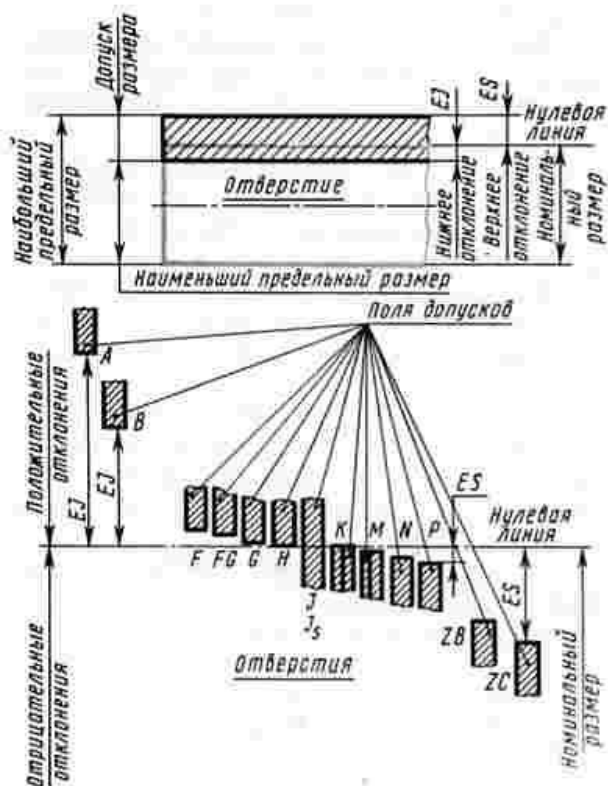 Допуск
размера
EJ
ES
Нулевая
линия
Наибольший
предельный
размер
Отверстие
Нижнее
отклонение
Верхнее
отклонение
Номиналь-
ный
размер
Наименьший предельный размер
Поля допусков
A
B
Положительные
отклонения
EJ
EJ
ES
Нулевая
линия
F FG G H K M N P
J
Js
ES
ZB
ZC
Отверстия
Отрицательные
отклонения
Номинальный
размер